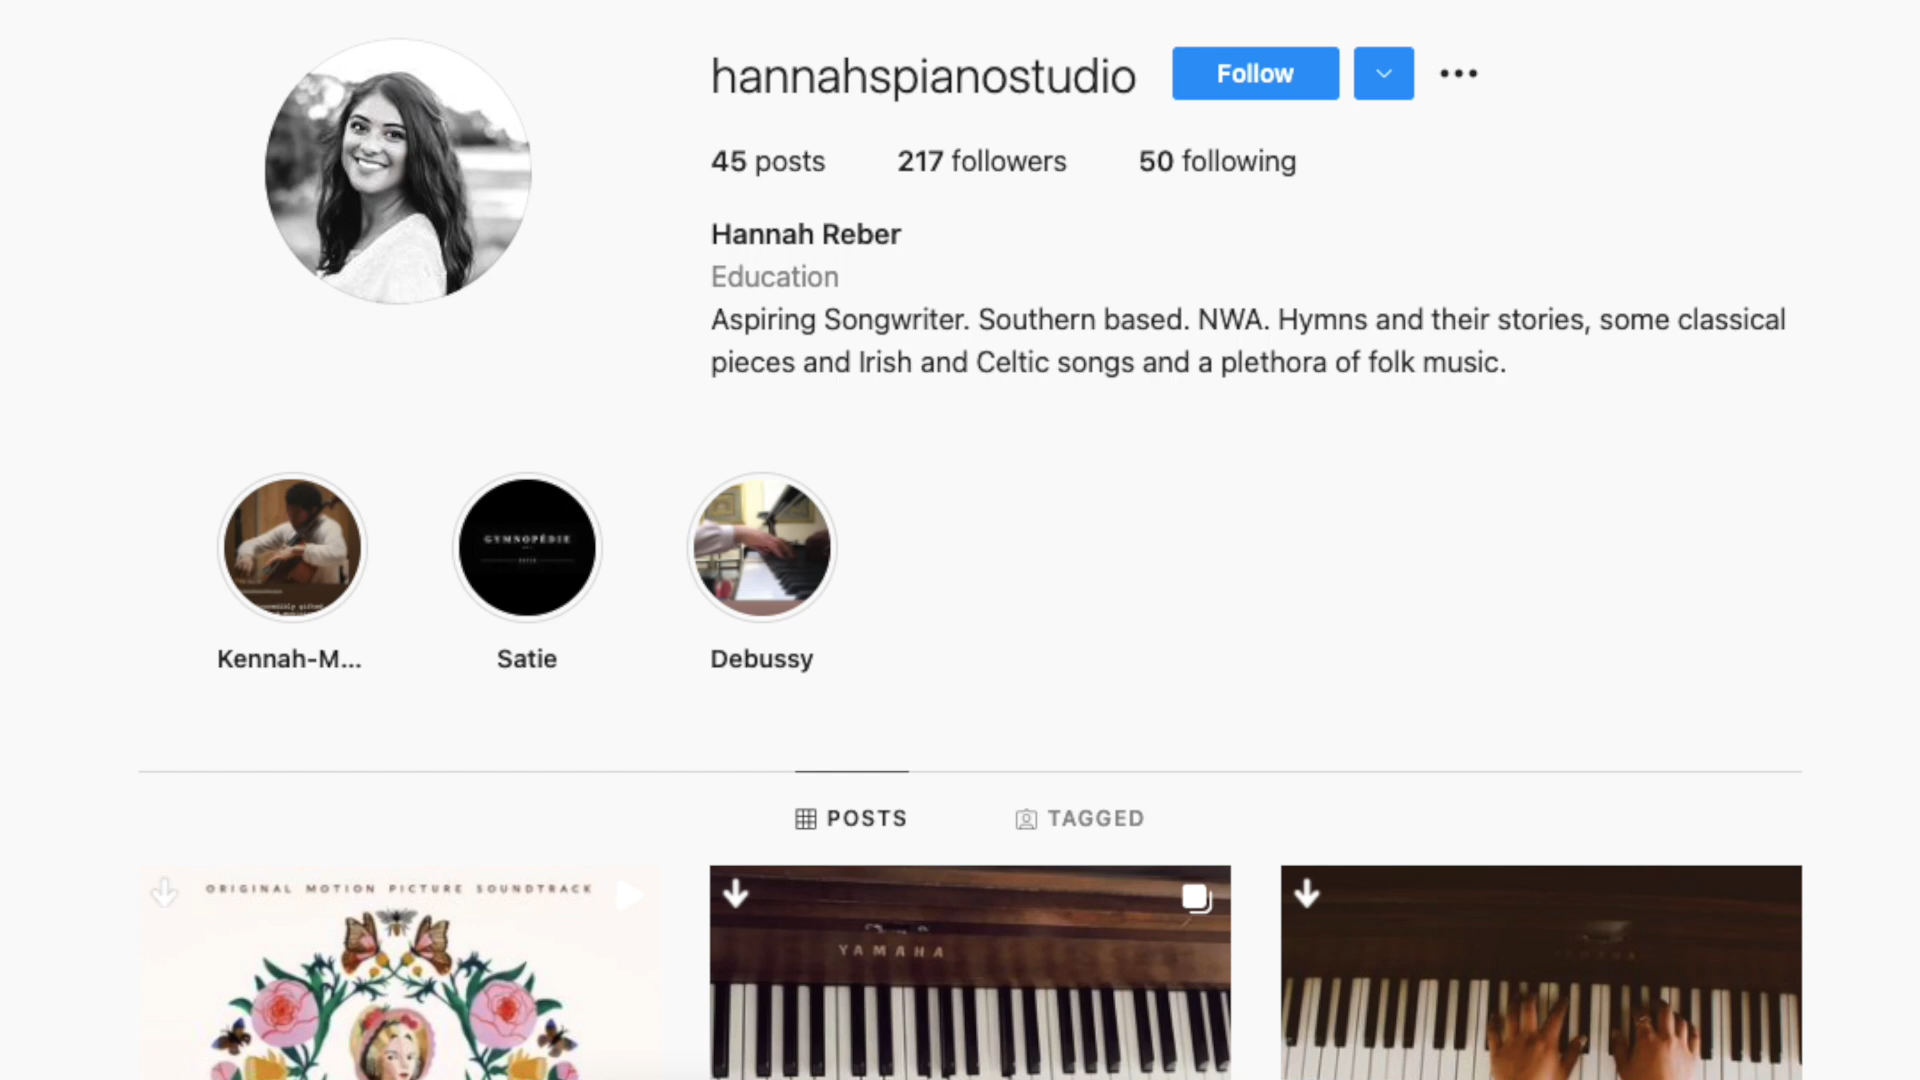 hannahspianostudio
Follow
45 posts 217 followers 50 following
Hannah Reber
Education
Aspiring Songwriter. Southern based. NWA. Hymns and their stories, some classical
pieces and Irish and Celtic songs and a plethora of folk music.
GYMNOPÉDIE
Kennah-M... Satie Debussy
POSTS TAGGED
ORIGINAL MOTION PICTURE SOUNDTRACK
YAMAHA